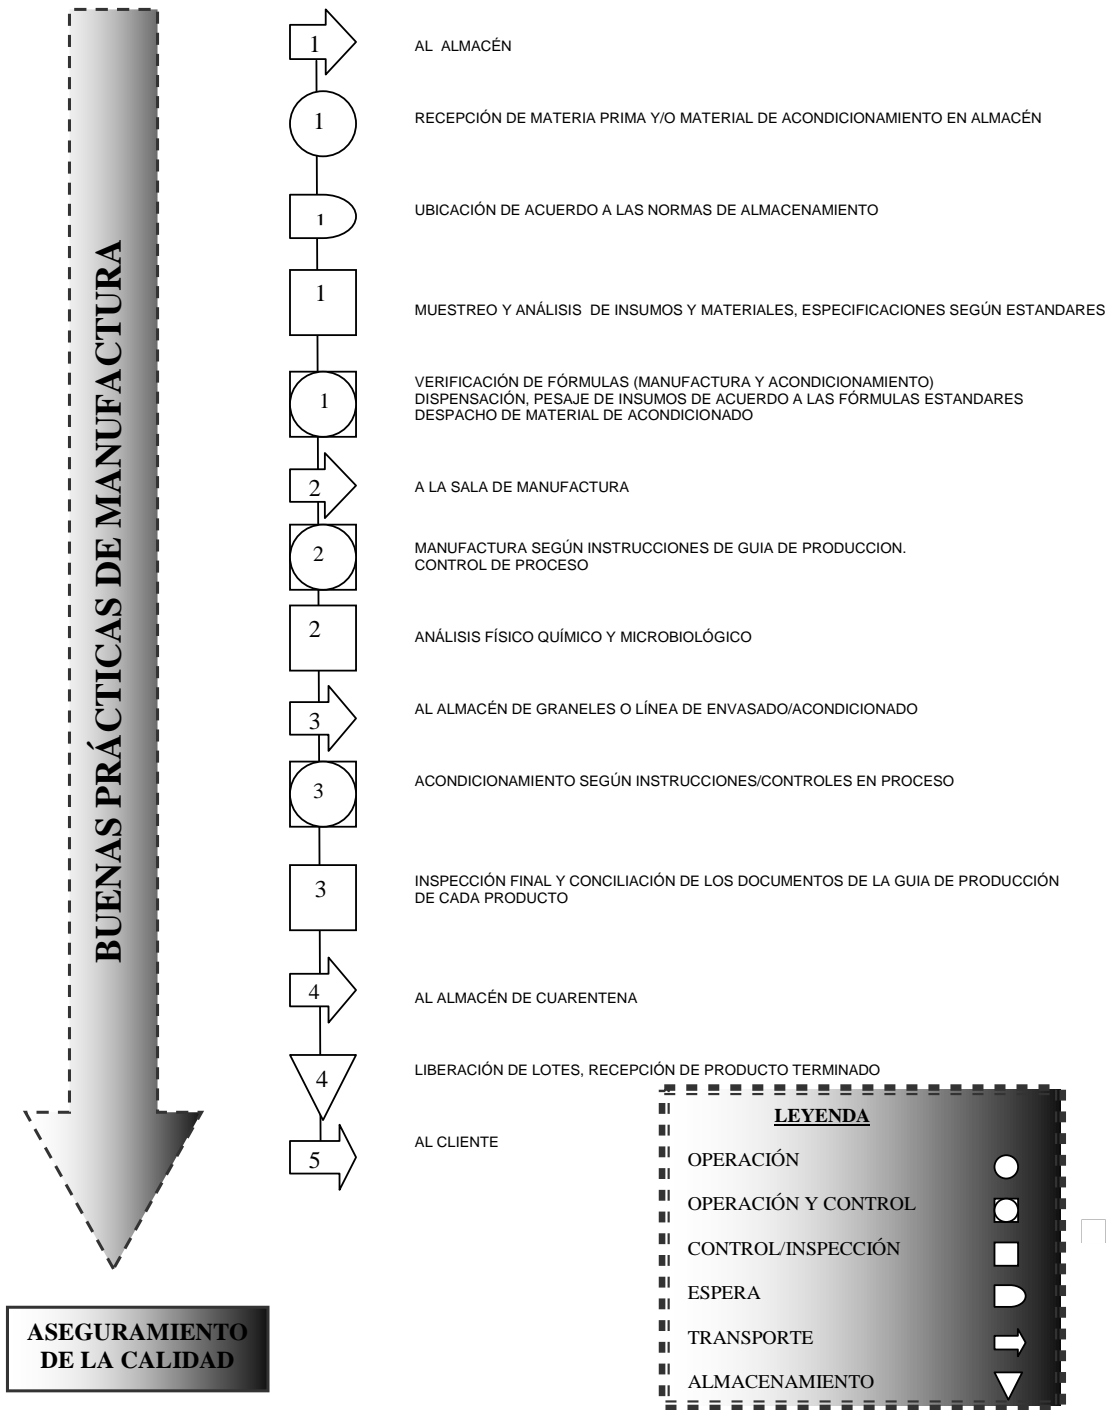 BUENAS PRÁCTICAS DE MANUFACTURA
1
AL ALMACÉN
1
RECEPCIÓN DE MATERIA PRIMA Y/O MATERIAL DE ACONDICIONAMIENTO EN ALMACÉN
1
UBICACIÓN DE ACUERDO A LAS NORMAS DE ALMACENAMIENTO
1
MUESTREO Y ANÁLISIS DE INSUMOS Y MATERIALES, ESPECIFICACIONES SEGÚN ESTANDARES
1
VERIFICACIÓN DE FÓRMULAS (MANUFACTURA Y ACONDICIONAMIENTO)
DISPENSACIÓN, PESAJE DE INSUMOS DE ACUERDO A LAS FÓRMULAS ESTANDARES
DESPACHO DE MATERIAL DE ACONDICIONADO
2
A LA SALA DE MANUFACTURA
2
MANUFACTURA SEGÚN INSTRUCCIONES DE GUIA DE PRODUCCION.
CONTROL DE PROCESO
2
ANÁLISIS FÍSICO QUÍMICO Y MICROBIOLÓGICO
3
AL ALMACÉN DE GRANELES O LÍNEA DE ENVASADO/ACONDICIONADO
3
ACONDICIONAMIENTO SEGÚN INSTRUCCIONES/CONTROLES EN PROCESO
3
INSPECCIÓN FINAL Y CONCILIACIÓN DE LOS DOCUMENTOS DE LA GUIA DE PRODUCCIÓN
DE CADA PRODUCTO
4
AL ALMACÉN DE CUARENTENA
4
LIBERACIÓN DE LOTES, RECEPCIÓN DE PRODUCTO TERMINADO
5
AL CLIENTE
LEYENDA
OPERACIÓN
OPERACIÓN Y CONTROL
CONTROL/INSPECCIÓN
ESPERA
TRANSPORTE
ALMACENAMIENTO
ASEGURAMIENTO
DE LA CALIDAD